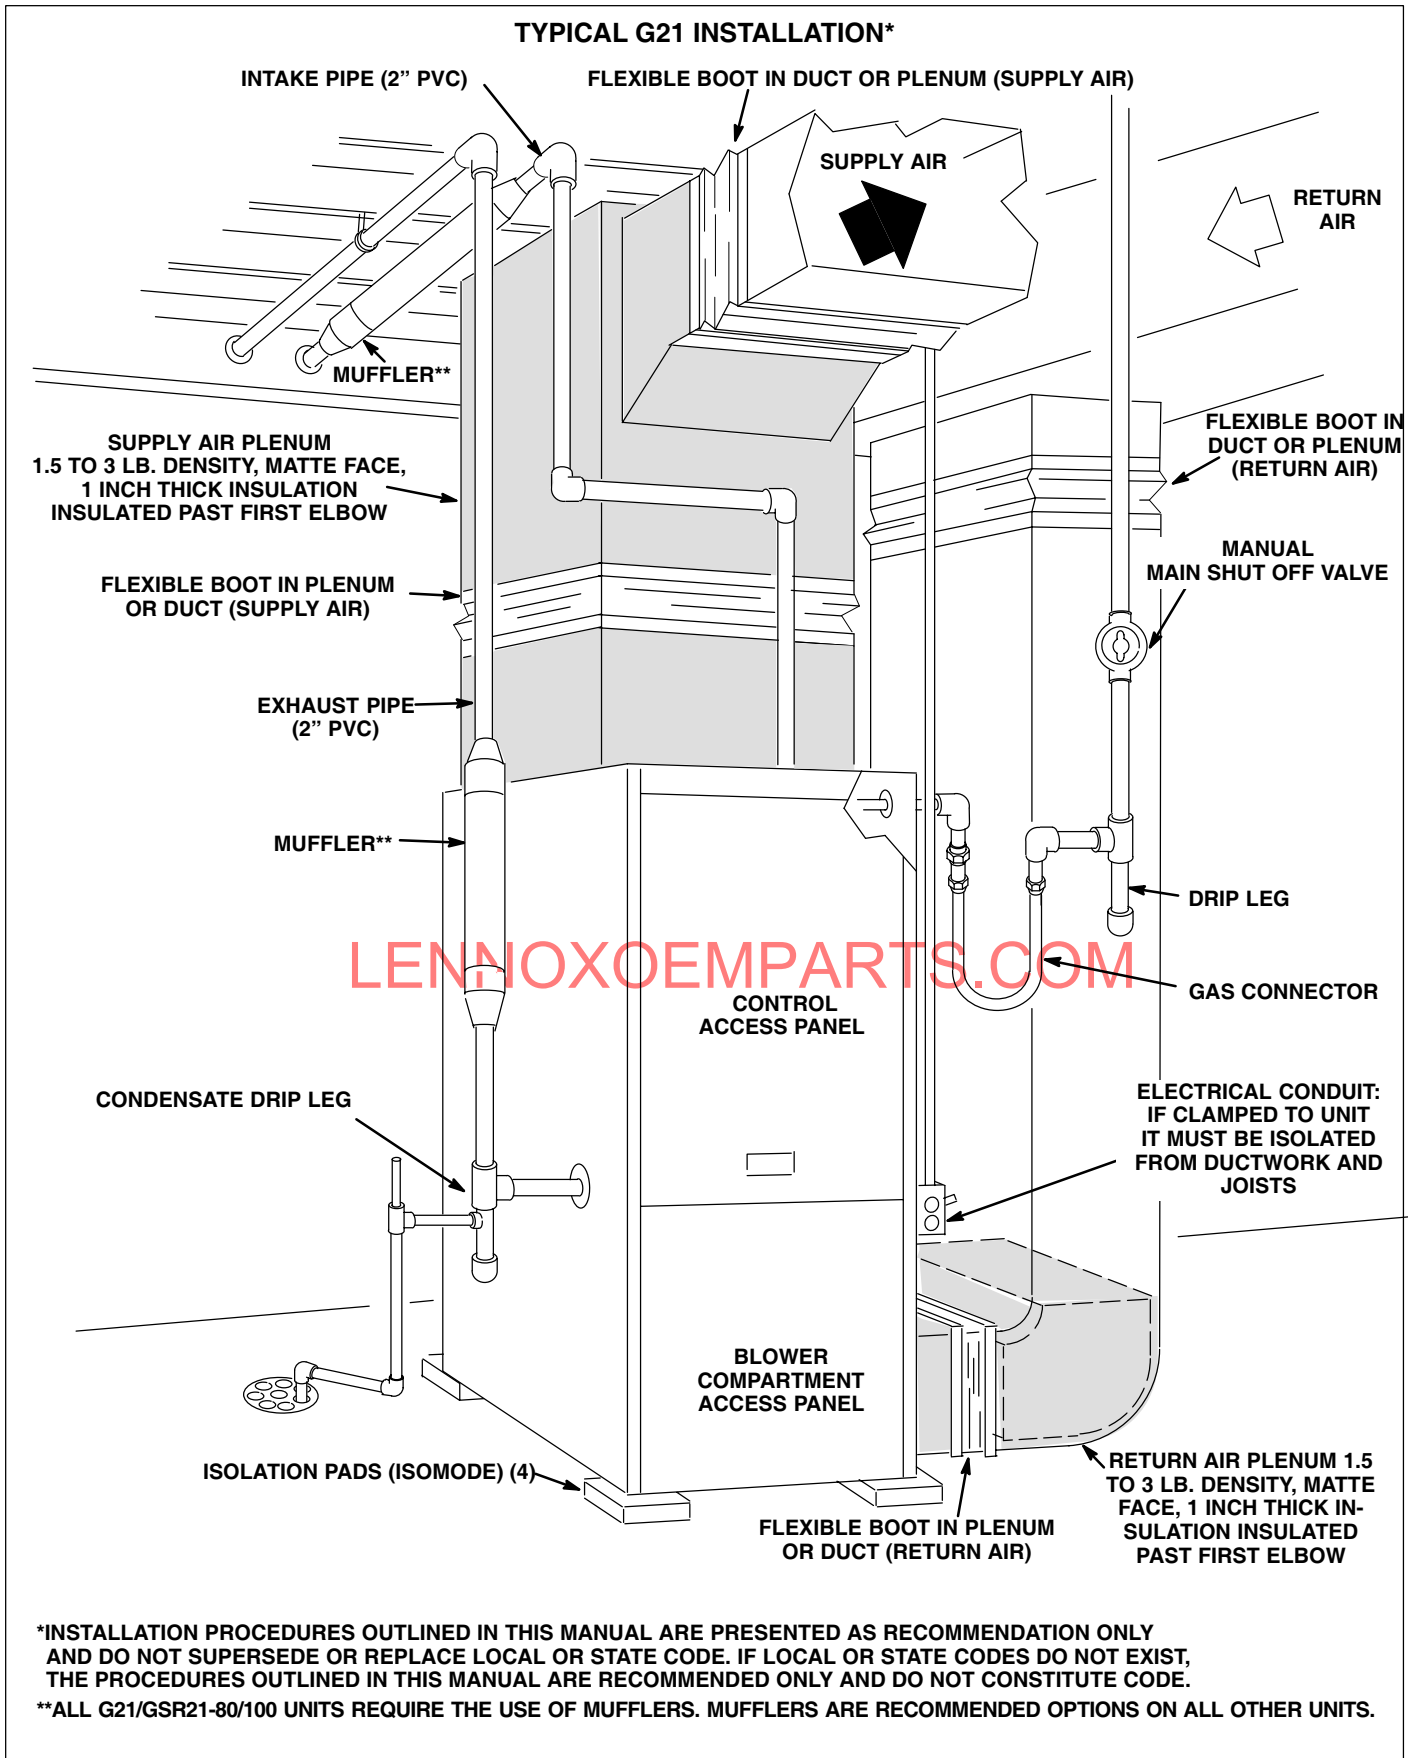 TYPICAL G21 INSTALLATION*
INTAKE PIPE (2” PVC)
FLEXIBLE BOOT IN DUCT OR PLENUM (SUPPLY AIR)
SUPPLY AIR
RETURN
AIR
MUFFLER**
SUPPLY AIR PLENUM
1.5 TO 3 LB. DENSITY, MATTE FACE,
1 INCH THICK INSULATION
INSULATED PAST FIRST ELBOW
FLEXIBLE BOOT IN
DUCT OR PLENUM
(RETURN AIR)
MANUAL
MAIN SHUT OFF VALVE
FLEXIBLE BOOT IN PLENUM
OR DUCT (SUPPLY AIR)
EXHAUST PIPE
(2” PVC)
MUFFLER**
DRIP LEG
LENNOXOEMPARTS.COM
GAS CONNECTOR
CONTROL
ACCESS PANEL
CONDENSATE DRIP LEG
ELECTRICAL CONDUIT:
IF CLAMPED TO UNIT
IT MUST BE ISOLATED
FROM DUCTWORK AND
JOISTS
BLOWER
COMPARTMENT
ACCESS PANEL
ISOLATION PADS (ISOMODE) (4)
RETURN AIR PLENUM 1.5
TO 3 LB. DENSITY, MATTE
FACE, 1 INCH THICK IN-
SULATION INSULATED
PAST FIRST ELBOW
FLEXIBLE BOOT IN PLENUM
OR DUCT (RETURN AIR)
*INSTALLATION PROCEDURES OUTLINED IN THIS MANUAL ARE PRESENTED AS RECOMMENDATION ONLY
AND DO NOT SUPERSEDE OR REPLACE LOCAL OR STATE CODE. IF LOCAL OR STATE CODES DO NOT EXIST,
THE PROCEDURES OUTLINED IN THIS MANUAL ARE RECOMMENDED ONLY AND DO NOT CONSTITUTE CODE.
**ALL G21/GSR21-80/100 UNITS REQUIRE THE USE OF MUFFLERS. MUFFLERS ARE RECOMMENDED OPTIONS ON ALL OTHER UNITS.